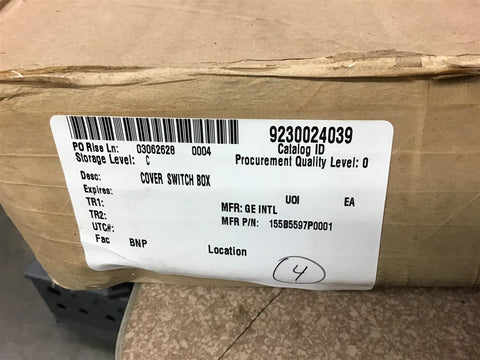 9230024039
PO Rlse Ln: 03062628 0004 Catalog ID
Storage Level: C Procurement Quality Level: 0
Desc: COVER SWITCH BOX
Expires: UOI EA
TR1: MFR: GE INTL
TR2: MFR P/N: 155B5597P0001
UTC#:
Fac BNP Location
4